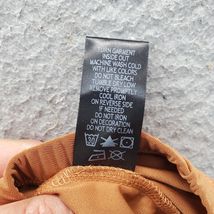 TURN GARMENT
INSIDE OUT
MACHINE WASH COLD
WITH LIKE COLORS
DO NOT BLEACH
TUMBLE DRY LOW
REMOVE PROMPTLY
COOL IRON
ON REVERSE SIDE
IF NEEDED
DO NOT IRON
ON DECORATION
DO NOT DRY CLEAN
30